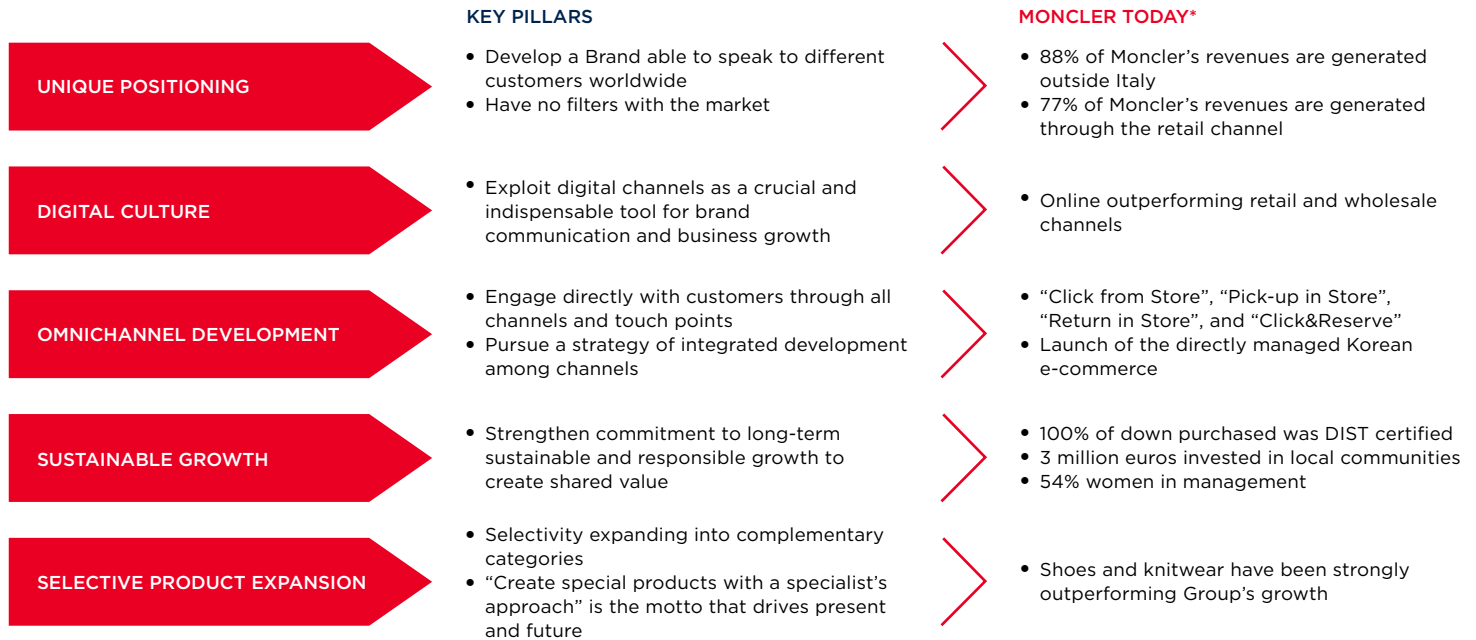 KEY PILLARS
MONCLER TODAY*
UNIQUE POSITIONING
• Develop a Brand able to speak to different
customers worldwide
• Have no filters with the market
• 88% of Moncler’s revenues are generated
outside Italy
• 77% of Moncler’s revenues are generated
through the retail channel
DIGITAL CULTURE
• Exploit digital channels as a crucial and
indispensable tool for brand
communication and business growth
• Online outperforming retail and wholesale
channels
OMNICHANNEL DEVELOPMENT
• Engage directly with customers through all
channels and touch points
• Pursue a strategy of integrated development
among channels
• “Click from Store”, “Pick-up in Store”,
“Return in Store”, and “Click&Reserve”
• Launch of the directly managed Korean
e-commerce
SUSTAINABLE GROWTH
• Strengthen commitment to long-term
sustainable and responsible growth to
create shared value
• 100% of down purchased was DIST certified
• 3 million euros invested in local communities
• 54% women in management
SELECTIVE PRODUCT EXPANSION
• Selectivity expanding into complementary
categories
• “Create special products with a specialist’s
approach” is the motto that drives present
and future
• Shoes and knitwear have been strongly
outperforming Group’s growth